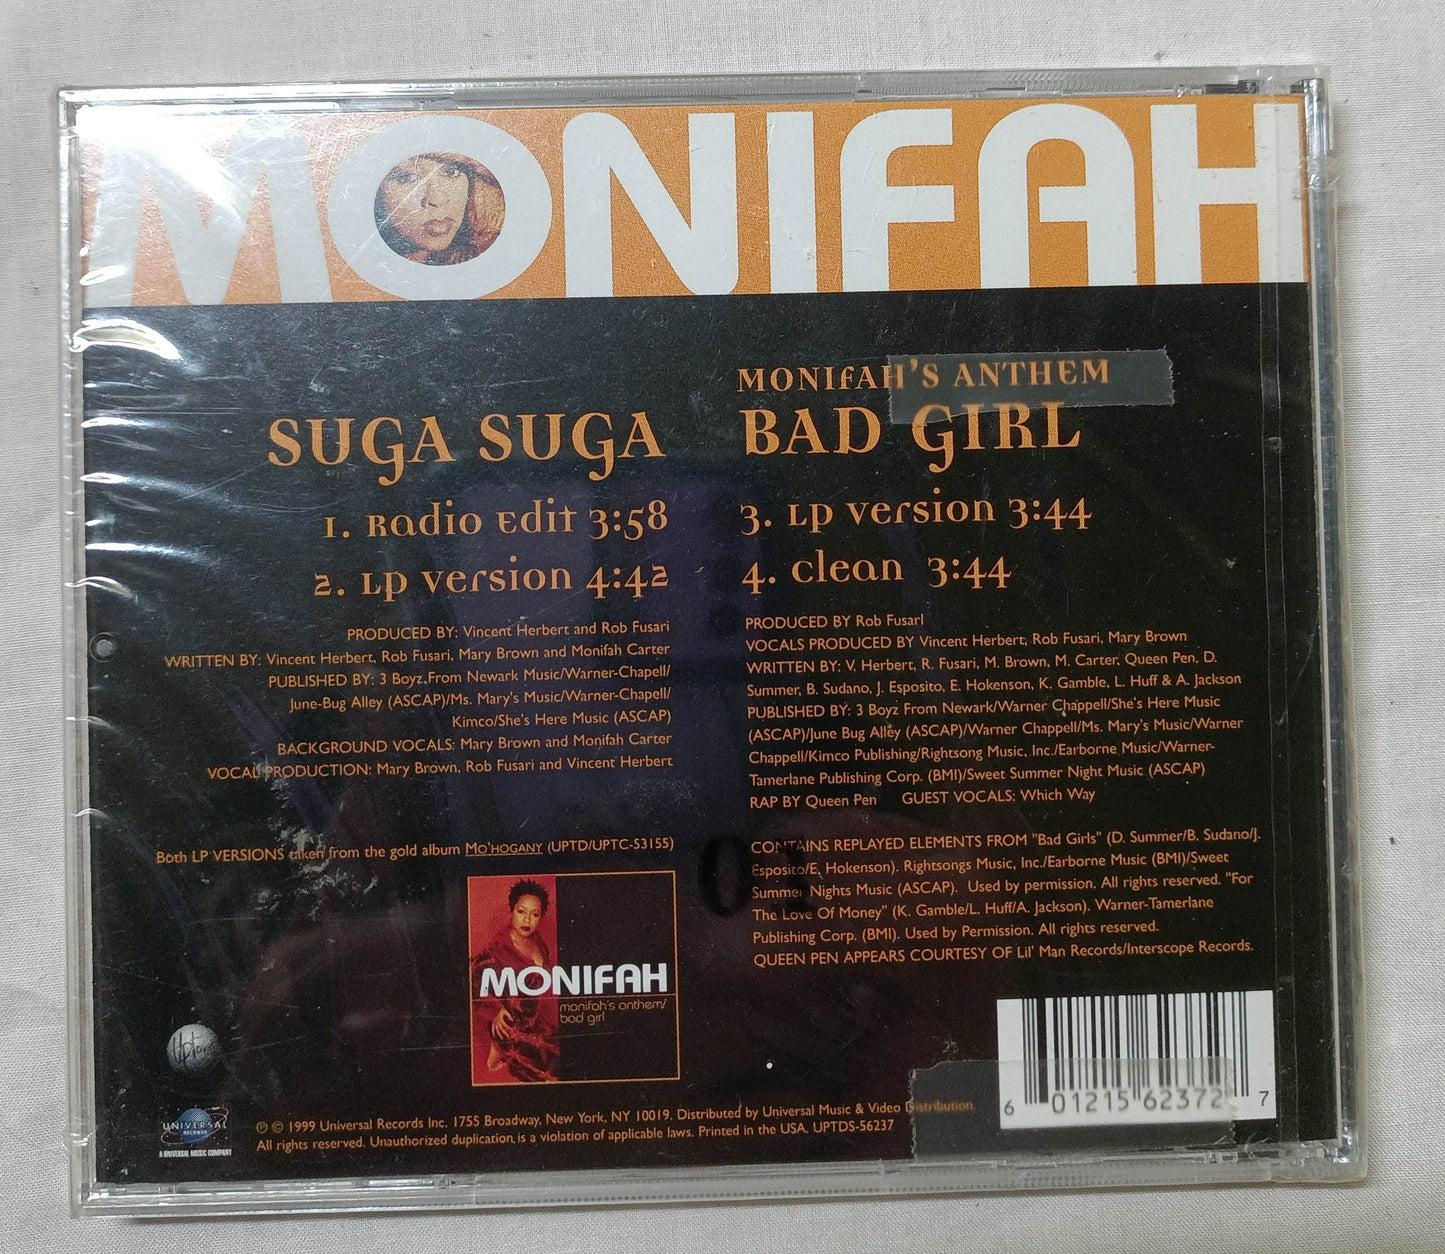 MONIFAH
SUGA SUGA
1. Radio Edit 3:58
2. LP Version 4:42
PRODUCED BY: Vincent Herbert and Rob Fusari
WRITTEN BY: Vincent Herbert, Rob Fusari, Mary Brown and Monifah Carter
PUBLISHED BY: 3 Boyz From Newark Music/Warner-Chapell/
June-Bug Alley (ASCAP)/Ms. Mary's Music/Warner-Chapell/
Kimco/She's Here Music (ASCAP)
BACKGROUND VOCALS: Mary Brown and Monifah Carter
VOCAL PRODUCTION: Mary Brown, Rob Fusari and Vincent Herbert
MONIFAH'S ANTHEM
BAD GIRL
3. LP Version 3:44
4. Clean 3:44
PRODUCED BY Rob Fusarl
VOCALS PRODUCED BY Vincent Herbert, Rob Fusari, Mary Brown
WRITTEN BY: V. Herbert, R. Fusari, M. Brown, M. Carter, Queen Pen, D.
Summer, B. Sudano, J. Esposito, E. Hokenson, K. Gamble, L. Huff & A. Jackson
PUBLISHED BY: 3 Boyz From Newark/Warner Chappell/She's Here Music
(ASCAP)/June Bug Alley (ASCAP)/Warner Chappell/Ms. Mary's Music/Warner
Chappell/Kimco Publishing/Rightsong Music, Inc./Earborne Music/Warner-
Tamerlane Publishing Corp. (BMI)/Sweet Summer Night Music (ASCAP)
RAP BY Queen Pen GUEST VOCALS: Which Way
CONTAINS REPLAYED ELEMENTS FROM "Bad Girls" (D. Summer/B. Sudano/J.
Esposito/E. Hokenson). Rightsongs Music, Inc./Earborne Music (BMI)/Sweet
Summer Nights Music (ASCAP). Used by permission. All rights reserved. "For
The Love Of Money" (K. Gamble/L. Huff/A. Jackson). Warner-Tamerlane
Publishing Corp. (BMI). Used by Permission. All rights reserved.
QUEEN PEN APPEARS COURTESY OF Lil' Man Records/Interscope Records.
Both LP VERSIONS taken from the gold album MO'HOGANY (UPTD/UPTC-53155)
MONIFAH
monifah's anthem/
bad girl
Uptown
UNIVERSAL
RECORDS
A UNIVERSAL MUSIC COMPANY
℗ © 1999 Universal Records Inc. 1755 Broadway, New York, NY 10019. Distributed by Universal Music & Video Distribution.
All rights reserved. Unauthorized duplication is a violation of applicable laws. Printed in the USA. UPTDS-56237
6 01215 62372 7